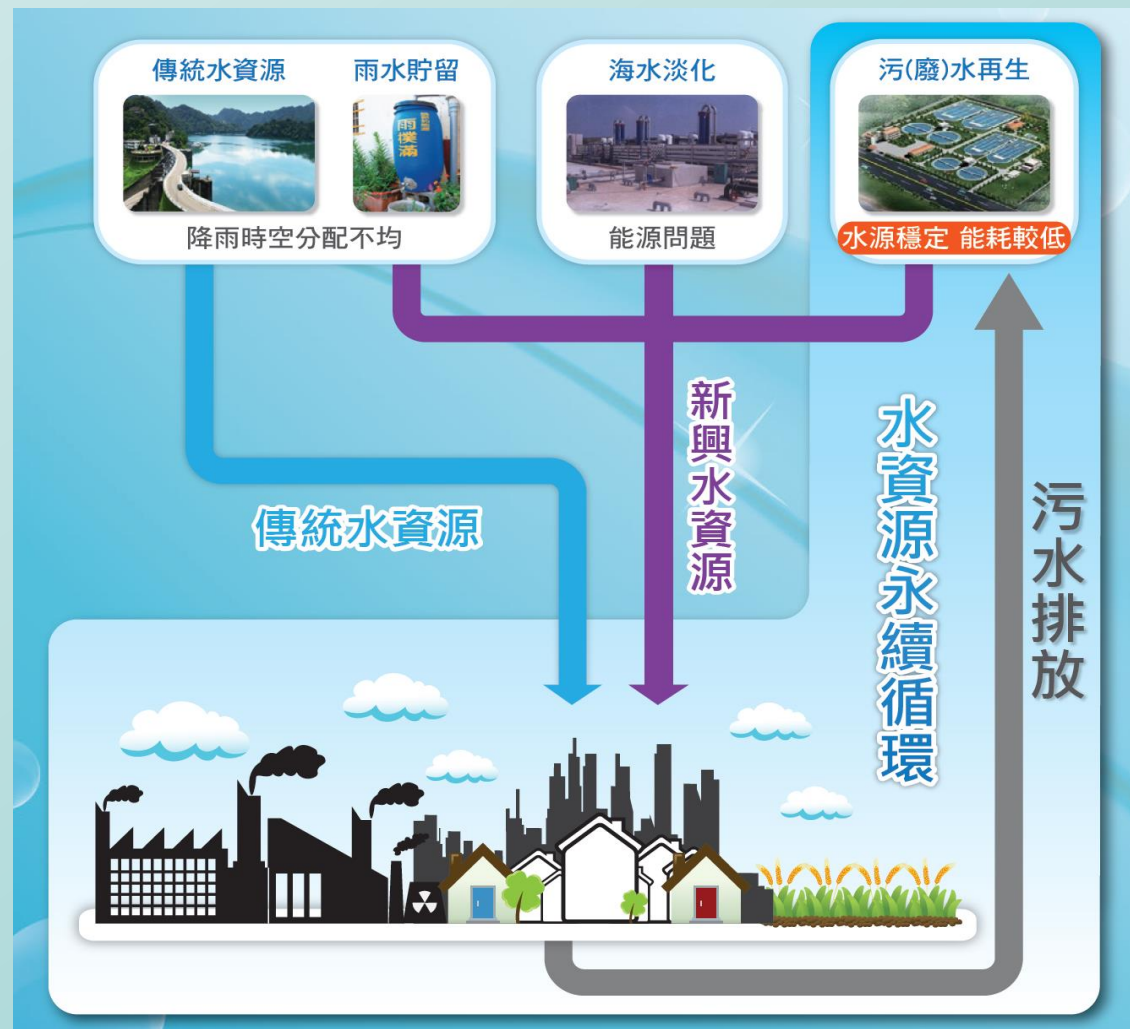 傳統水資源
雨水貯留
雨撲滿
降雨時空分配不均
海水淡化
能源問題
污(廢)水再生
水源穩定 能耗較低
傳統水資源
新興水資源
水資源永續循環
污水排放